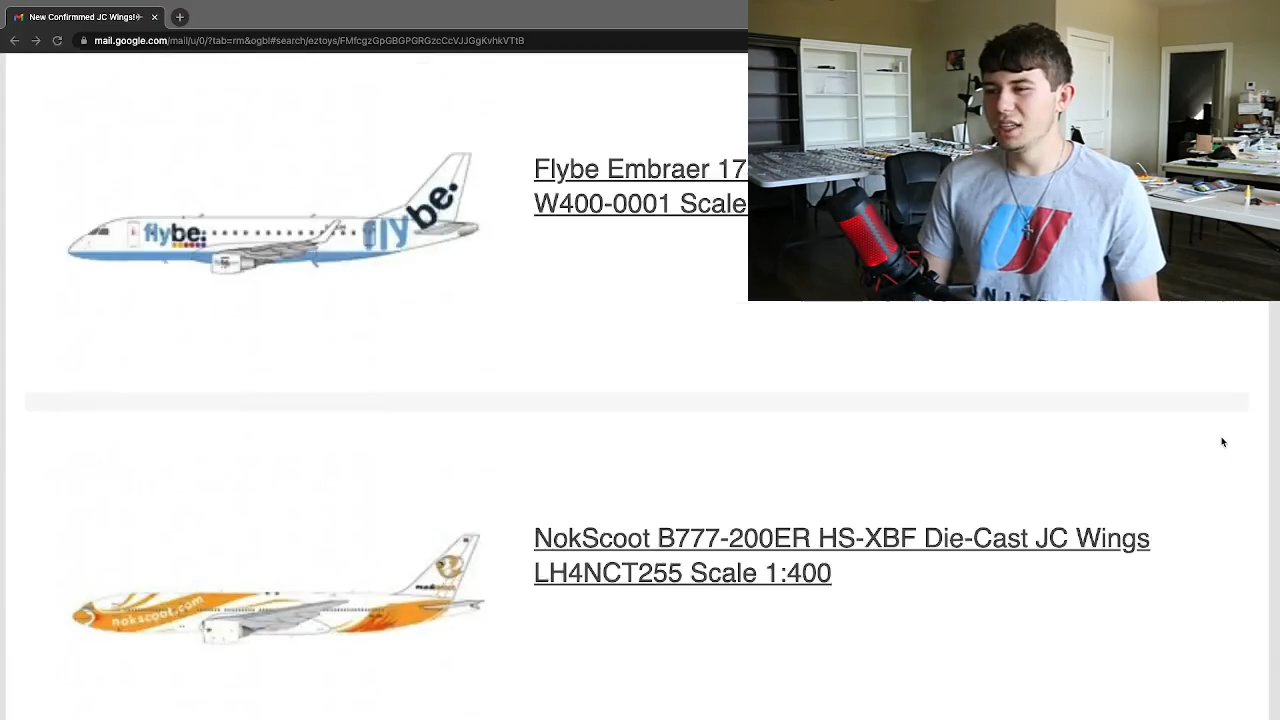 New Confirmmed JC Wings!
mail.google.com/mail/u/0/?tab=rm&ogbl#search/eztoys/FMfcgzGpGBGPGRGzcCcVJJGgKvhkVTtB
Flybe Embraer 17
W400-0001 Scale
flybe.
flybe.
NokScoot B777-200ER HS-XBF Die-Cast JC Wings
LH4NCT255 Scale 1:400
nokscoot.com